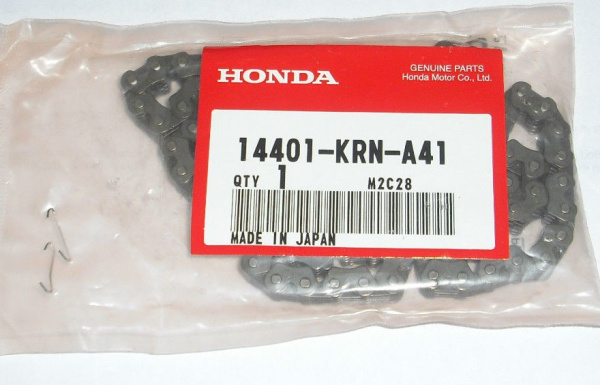 HONDA
GENUINE PARTS
Honda Motor Co., Ltd.
14401-KRN-A41
QTY 1 M2C28
MADE IN JAPAN